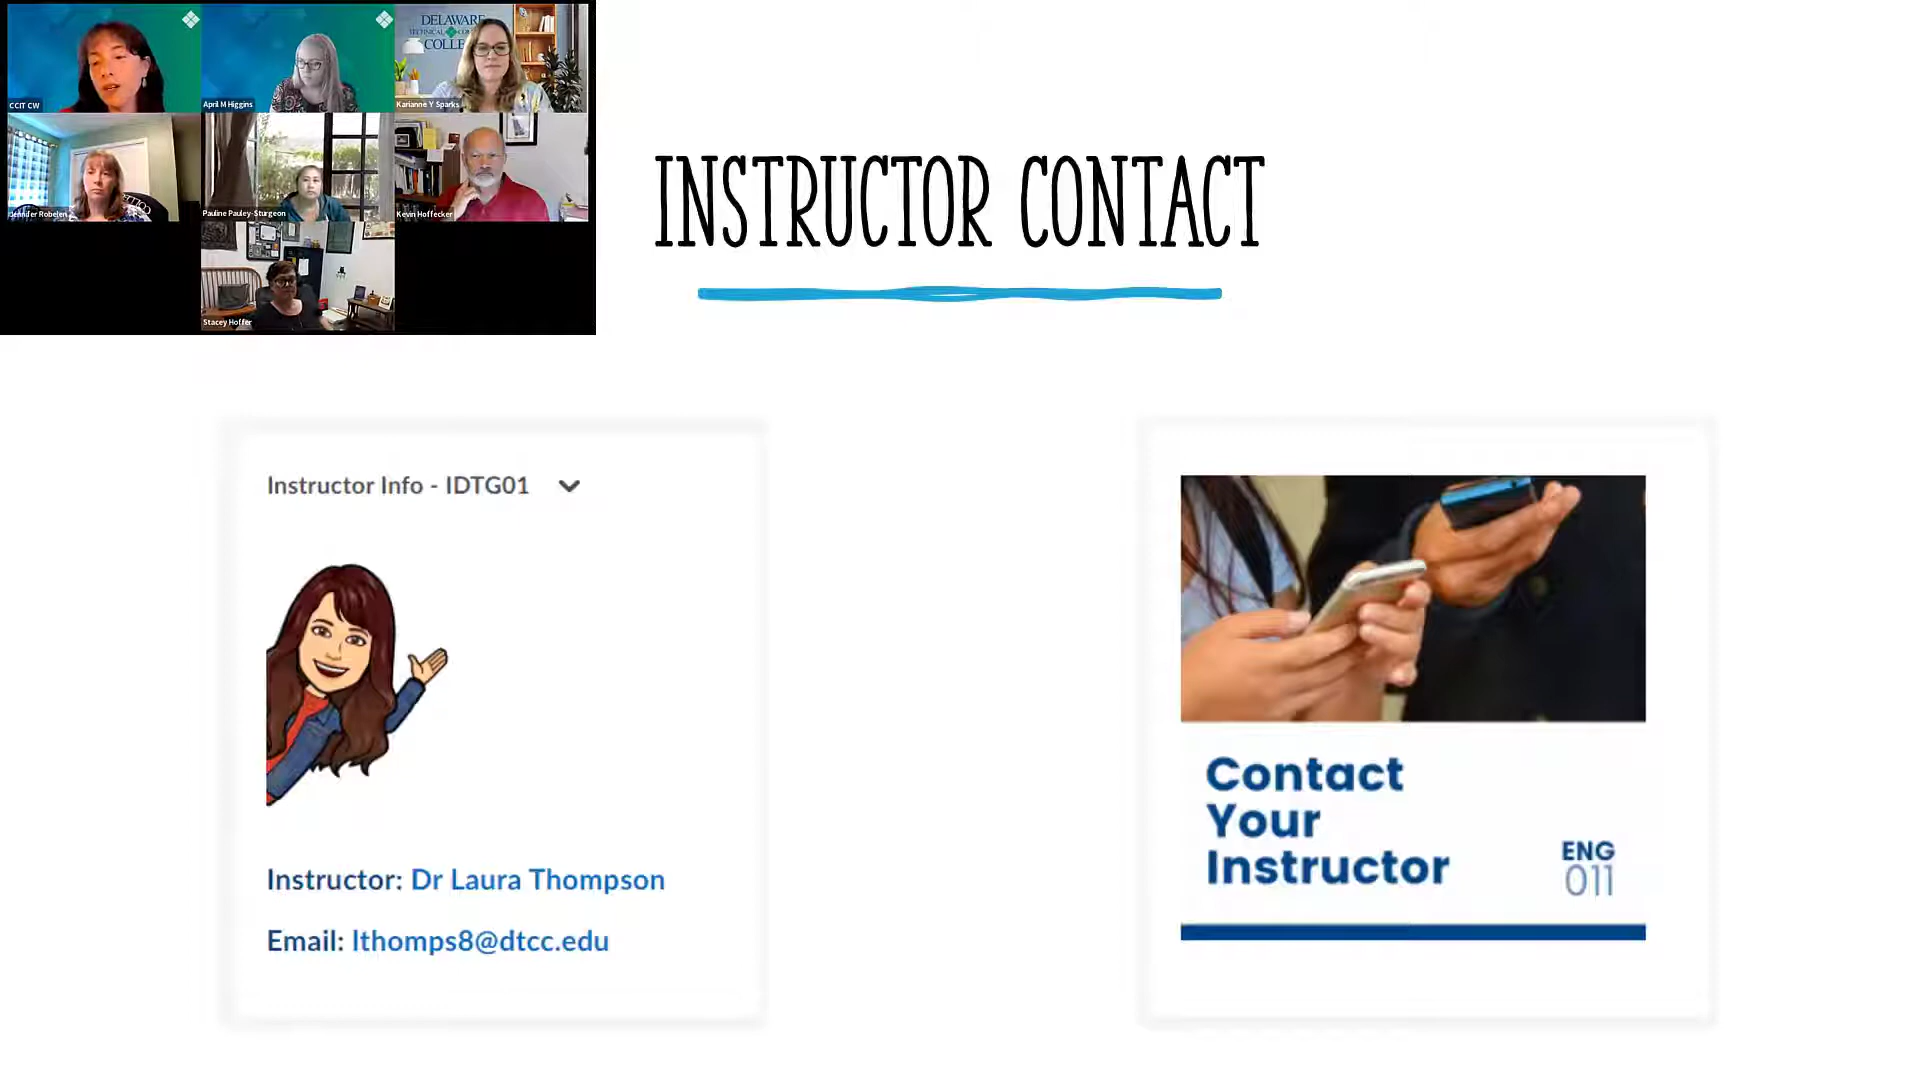 CCIT CW
April M Higgins
DELAWARE
TECHNICAL
COLLE
Karianne Y Sparks
Jennifer Robelen
Pauline Pauley-Sturgeon
Kevin Hoffecker
Stacey Hoffer
INSTRUCTOR CONTACT
Instructor Info - IDTG01
Instructor: Dr Laura Thompson
Email: lthomps8@dtcc.edu
Contact
Your
Instructor
ENG
011